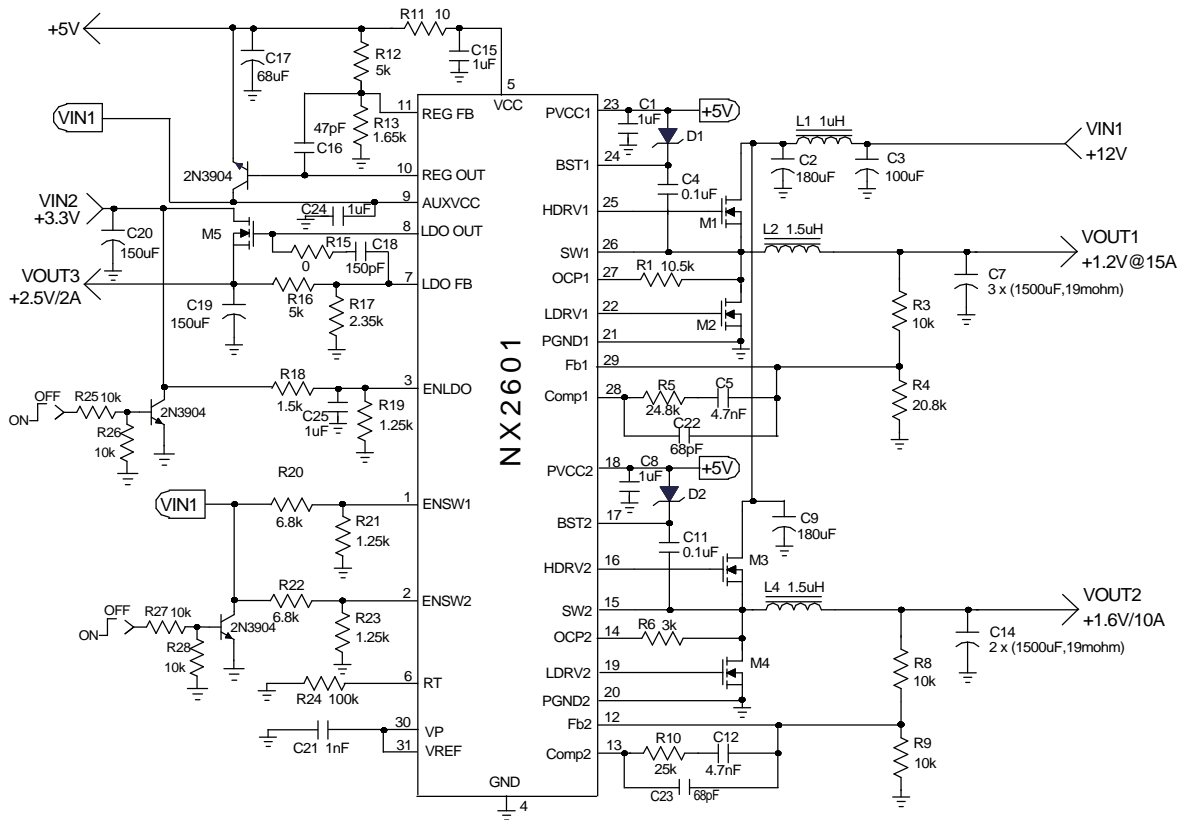 +5V
R11 10
C17
68uF
R12
5k
C15
1uF
5
VCC
VIN1
47pF
C16
R13
1.65k
11
REG FB
10
REG OUT
2N3904
9
AUXVCC
VIN2
+3.3V
C24 1uF
8
LDO OUT
C20
150uF
M5
R15
0
C18
150pF
7
LDO FB
VOUT3
+2.5V/2A
R16
5k
R17
2.35k
C19
150uF
3
ENLDO
R18
1.5k
C25
1uF
R19
1.25k
OFF
ON
R25 10k
2N3904
R26
10k
R20
6.8k
VIN1
1
ENSW1
R21
1.25k
R22
6.8k
2
ENSW2
R23
1.25k
OFF
ON
R27 10k
2N3904
R28
10k
6
RT
R24 100k
30
VP
C21 1nF
31
VREF
NX2601
GND
4
PVCC1
23
C1
1uF
+5V
D1
L1 1uH
VIN1
+12V
BST1
24
C2
180uF
C3
100uF
C4
0.1uF
HDRV1
25
M1
SW1
26
L2 1.5uH
VOUT1
+1.2V@15A
OCP1
27
R1 10.5k
C7
3 x (1500uF,19mohm)
R3
10k
LDRV1
22
M2
PGND1
21
Fb1
29
Comp1
28
R5
24.8k
C5
4.7nF
R4
20.8k
C22
68pF
PVCC2
18
C8
1uF
+5V
D2
BST2
17
C9
180uF
C11
0.1uF
HDRV2
16
M3
SW2
15
L4 1.5uH
VOUT2
+1.6V/10A
OCP2
14
R6 3k
C14
2 x (1500uF,19mohm)
LDRV2
19
M4
R8
10k
PGND2
20
Fb2
12
Comp2
13
R10
25k
C12
4.7nF
R9
10k
C23
68pF